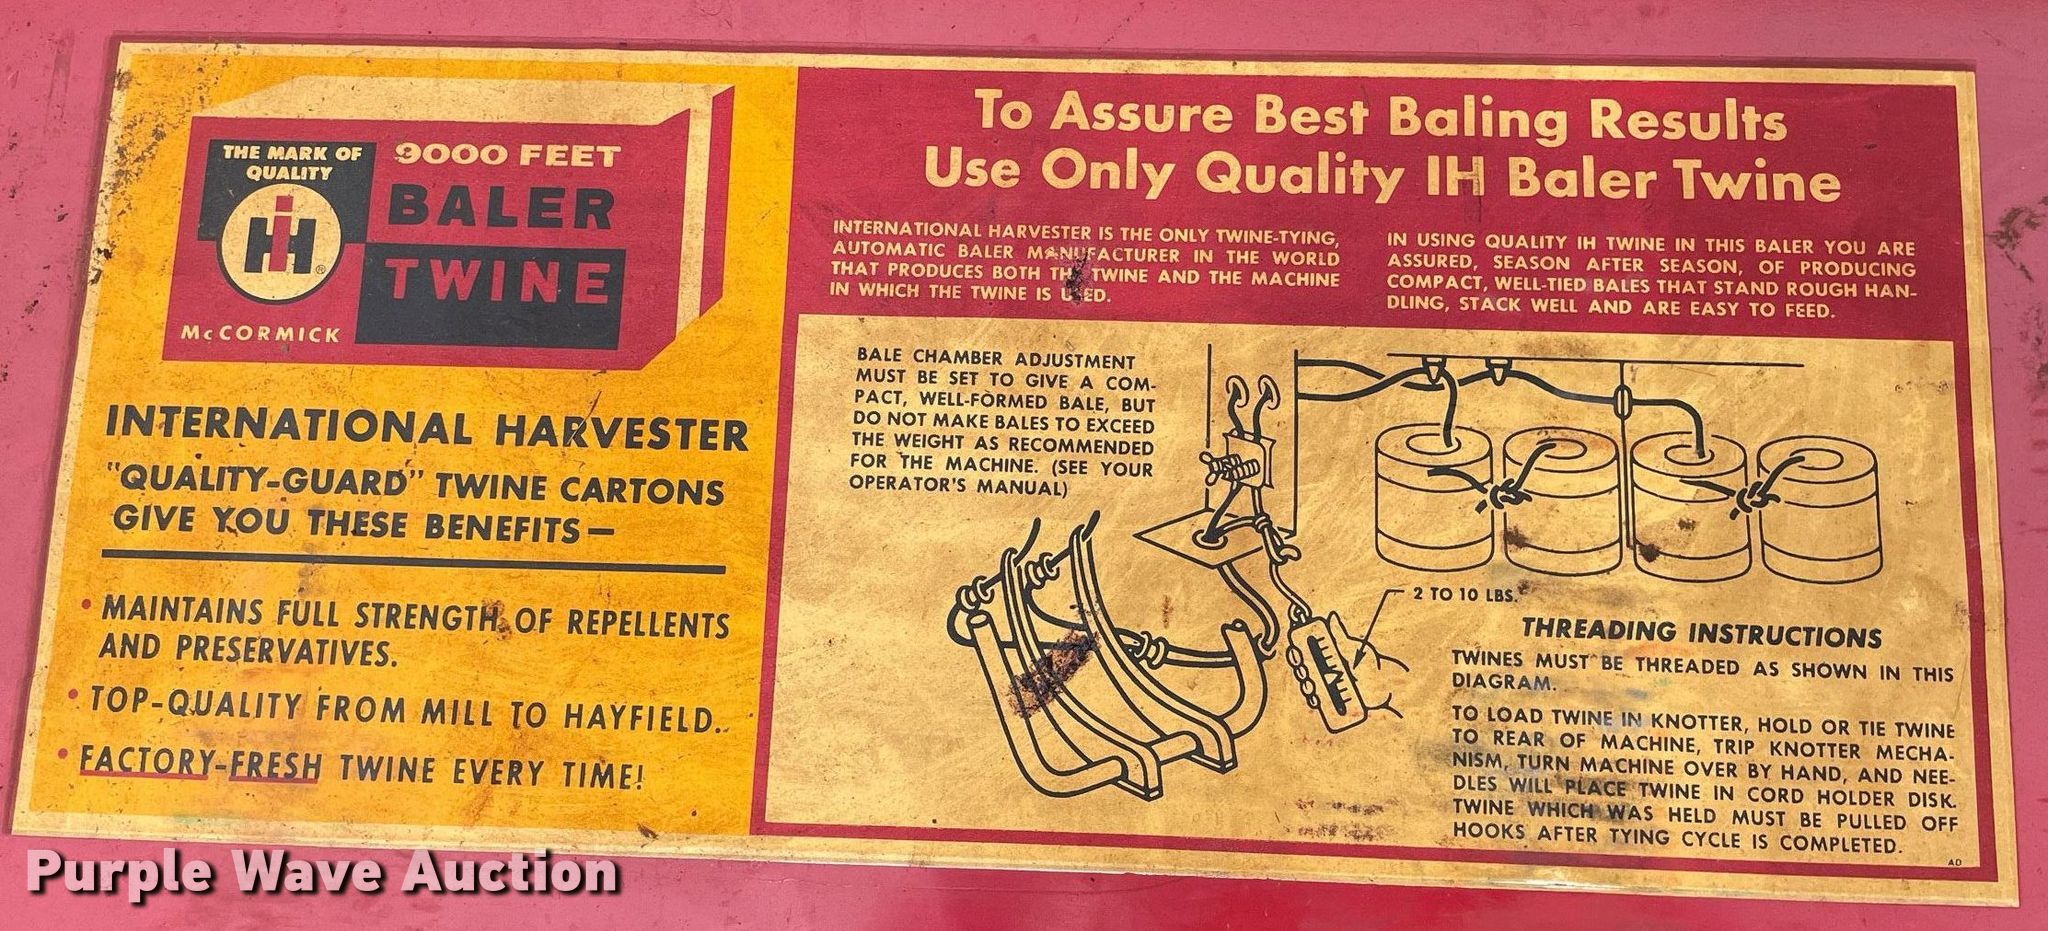 THE MARK OF
QUALITY
IH
®
9000 FEET
BALER
TWINE
McCORMICK
INTERNATIONAL HARVESTER
"QUALITY-GUARD" TWINE CARTONS
GIVE YOU THESE BENEFITS—
• MAINTAINS FULL STRENGTH OF REPELLENTS
AND PRESERVATIVES.
• TOP-QUALITY FROM MILL TO HAYFIELD..
• FACTORY-FRESH TWINE EVERY TIME!
To Assure Best Baling Results
Use Only Quality IH Baler Twine
INTERNATIONAL HARVESTER IS THE ONLY TWINE-TYING,
AUTOMATIC BALER MANUFACTURER IN THE WORLD
THAT PRODUCES BOTH THE TWINE AND THE MACHINE
IN WHICH THE TWINE IS USED.
IN USING QUALITY IH TWINE IN THIS BALER YOU ARE
ASSURED, SEASON AFTER SEASON, OF PRODUCING
COMPACT, WELL-TIED BALES THAT STAND ROUGH HAN-
DLING, STACK WELL AND ARE EASY TO FEED.
BALE CHAMBER ADJUSTMENT
MUST BE SET TO GIVE A COM-
PACT, WELL-FORMED BALE, BUT
DO NOT MAKE BALES TO EXCEED
THE WEIGHT AS RECOMMENDED
FOR THE MACHINE. (SEE YOUR
OPERATOR'S MANUAL)
2 TO 10 LBS.
THREADING INSTRUCTIONS
TWINES MUST BE THREADED AS SHOWN IN THIS
DIAGRAM.
TO LOAD TWINE IN KNOTTER, HOLD OR TIE TWINE
TO REAR OF MACHINE, TRIP KNOTTER MECHA-
NISM, TURN MACHINE OVER BY HAND, AND NEE-
DLES WILL PLACE TWINE IN CORD HOLDER DISK.
TWINE WHICH WAS HELD MUST BE PULLED OFF
HOOKS AFTER TYING CYCLE IS COMPLETED.
AD
Purple Wave Auction